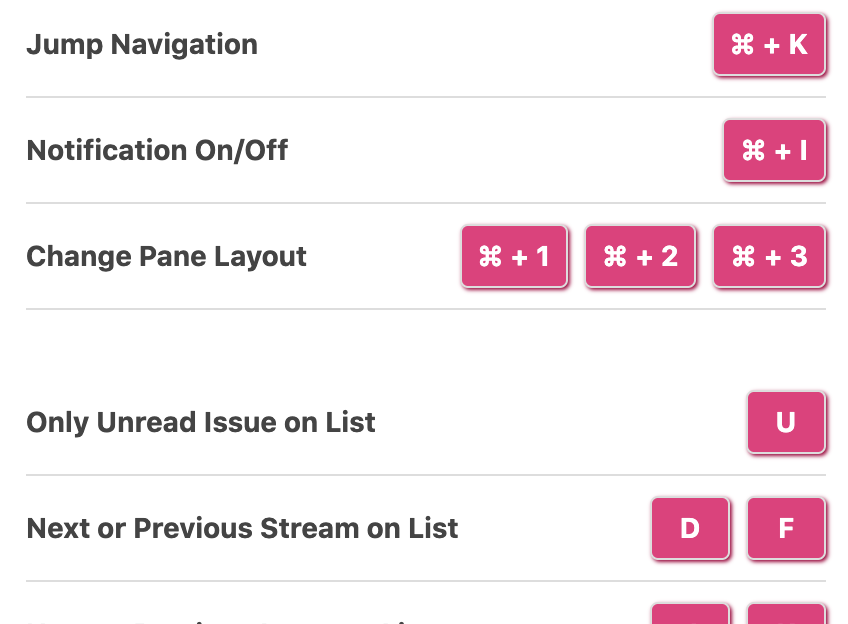 Jump Navigation ⌘ + K
Notification On/Off ⌘ + I
Change Pane Layout ⌘ + 1 ⌘ + 2 ⌘ + 3
Only Unread Issue on List U
Next or Previous Stream on List D F